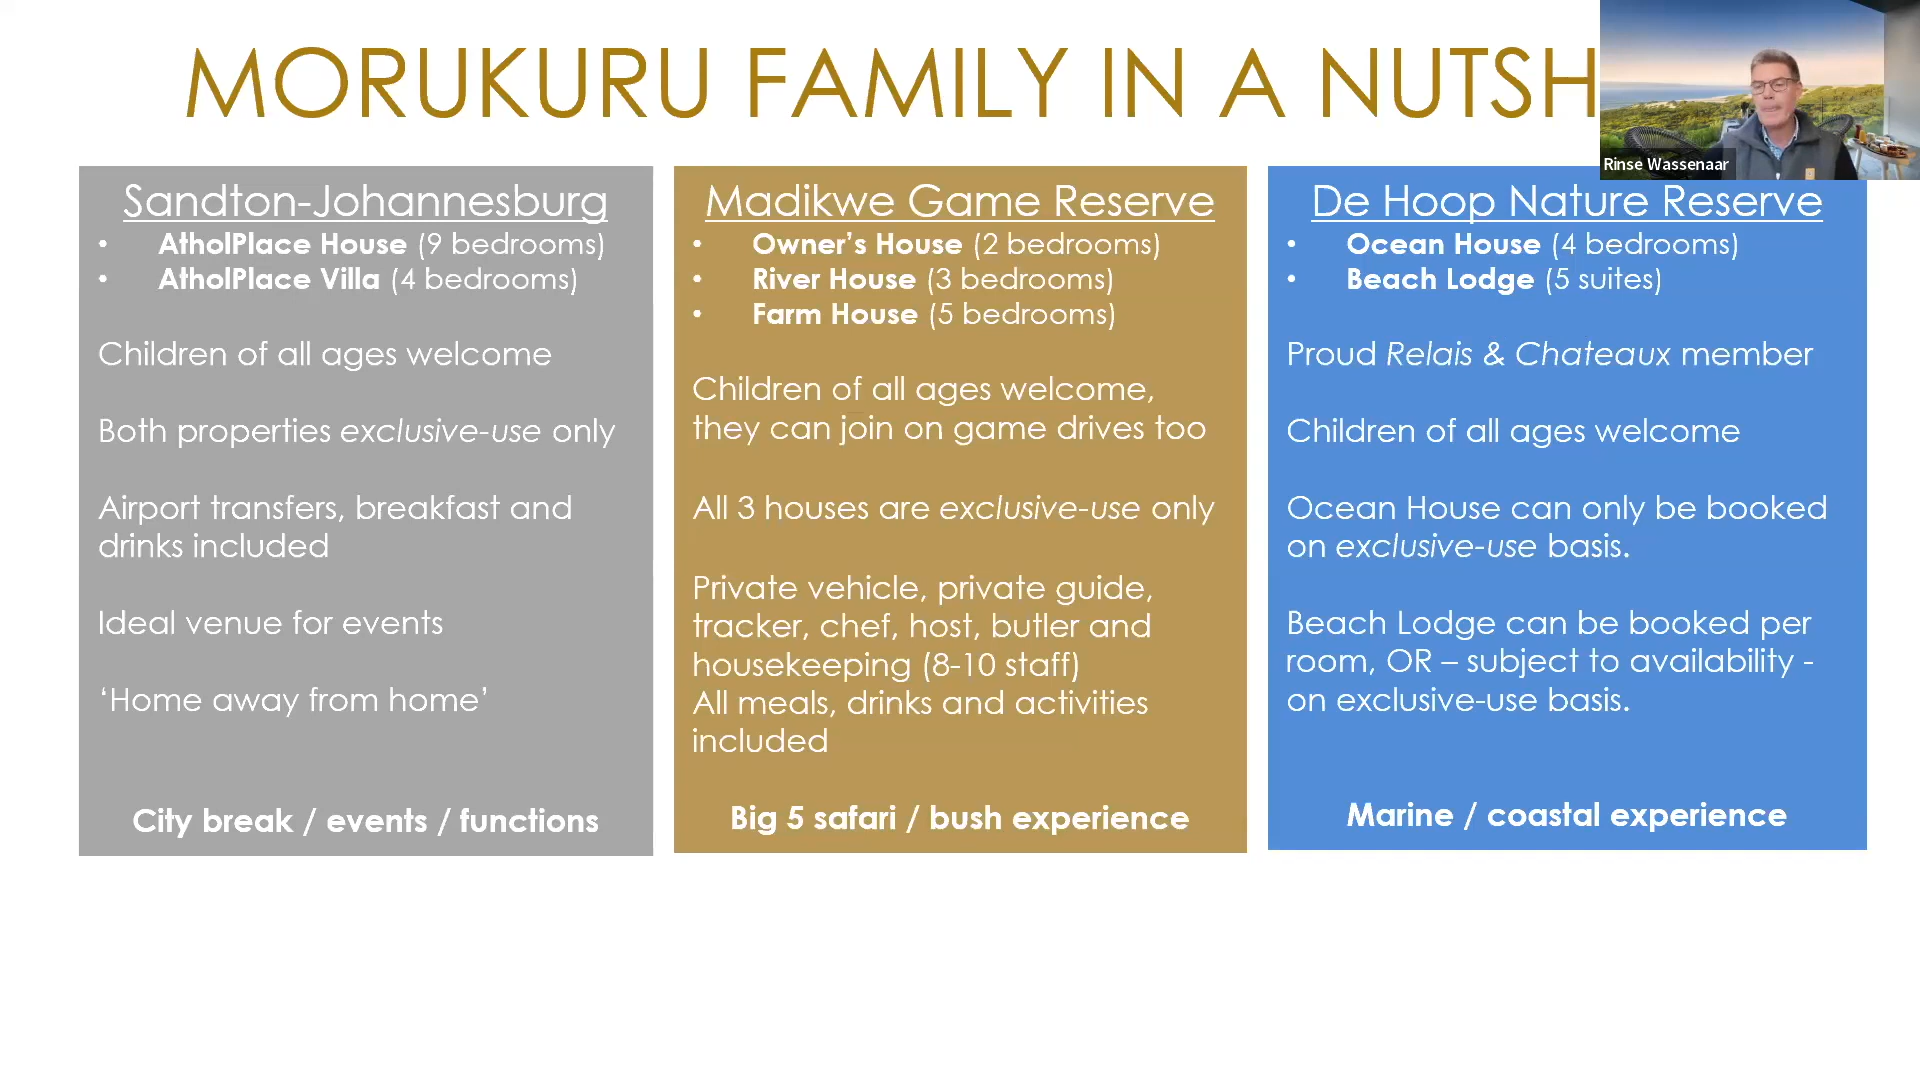 MORUKURU FAMILY IN A NUTSH
Rinse Wassenaar
Sandton-Johannesburg
• AtholPlace House (9 bedrooms)
• AtholPlace Villa (4 bedrooms)
Children of all ages welcome
Both properties exclusive-use only
Airport transfers, breakfast and
drinks included
Ideal venue for events
‘Home away from home’
City break / events / functions
Madikwe Game Reserve
• Owner’s House (2 bedrooms)
• River House (3 bedrooms)
• Farm House (5 bedrooms)
Children of all ages welcome,
they can join on game drives too
All 3 houses are exclusive-use only
Private vehicle, private guide,
tracker, chef, host, butler and
housekeeping (8-10 staff)
All meals, drinks and activities
included
Big 5 safari / bush experience
De Hoop Nature Reserve
• Ocean House (4 bedrooms)
• Beach Lodge (5 suites)
Proud Relais & Chateaux member
Children of all ages welcome
Ocean House can only be booked
on exclusive-use basis.
Beach Lodge can be booked per
room, OR – subject to availability -
on exclusive-use basis.
Marine / coastal experience